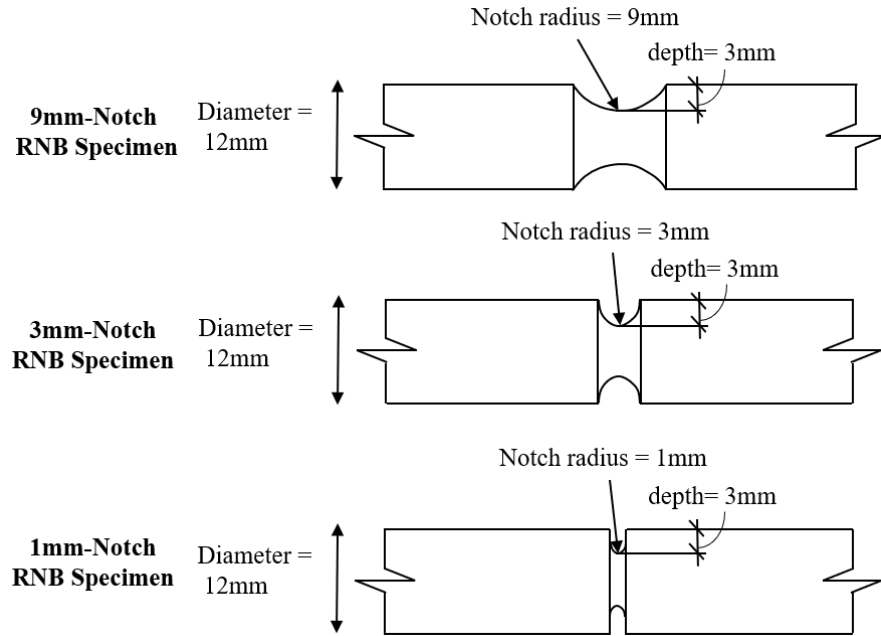 Notch radius = 9mm
depth= 3mm
9mm-Notch
RNB Specimen
Diameter =
12mm
Notch radius = 3mm
depth= 3mm
3mm-Notch
RNB Specimen
Diameter =
12mm
Notch radius = 1mm
depth= 3mm
1mm-Notch
RNB Specimen
Diameter =
12mm